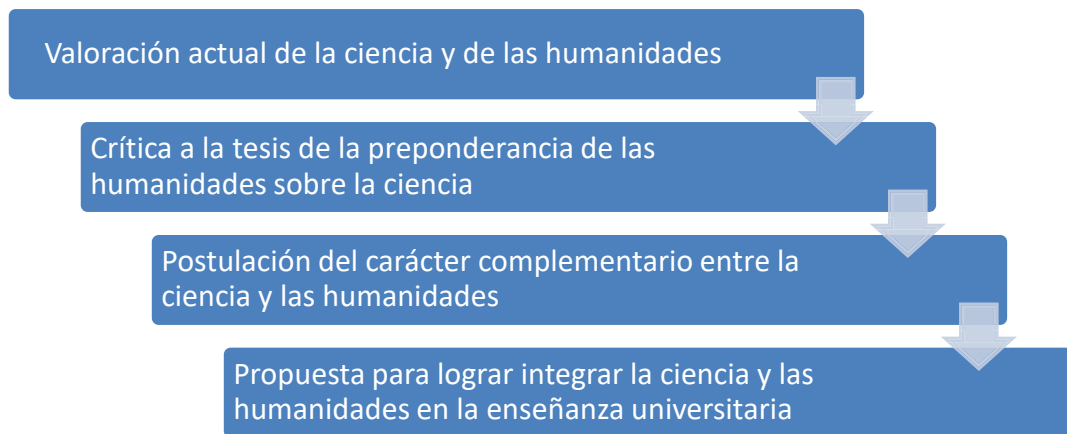 Valoración actual de la ciencia y de las humanidades
Crítica a la tesis de la preponderancia de las
humanidades sobre la ciencia
Postulación del carácter complementario entre la
ciencia y las humanidades
Propuesta para lograr integrar la ciencia y las
humanidades en la enseñanza universitaria